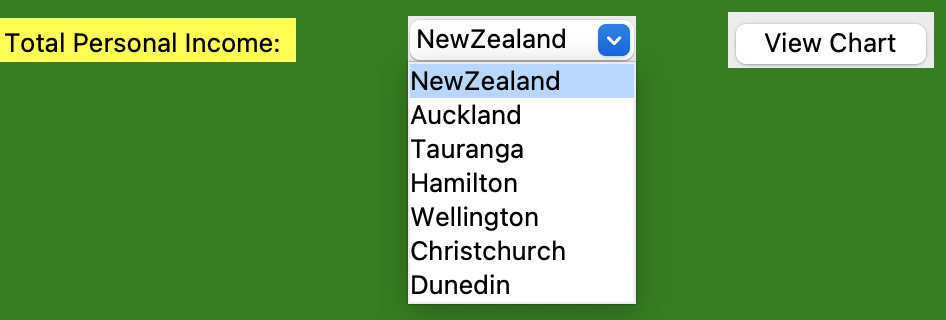 Total Personal Income:
NewZealand
View Chart
NewZealand
Auckland
Tauranga
Hamilton
Wellington
Christchurch
Dunedin